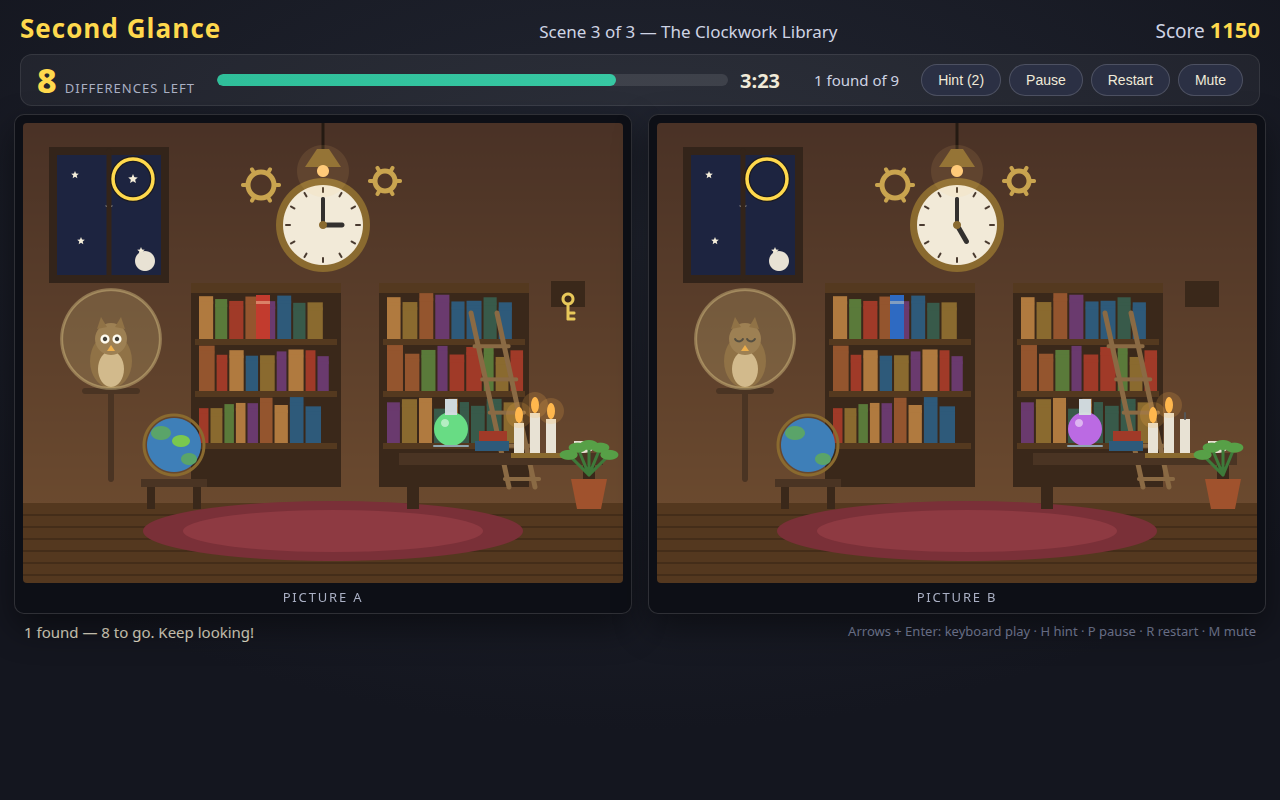 Second Glance
Scene 3 of 3 — The Clockwork Library
Score 1150
8 DIFFERENCES LEFT
3:23
1 found of 9
Hint (2)
Pause
Restart
Mute
PICTURE A
PICTURE B
1 found — 8 to go. Keep looking!
Arrows + Enter: keyboard play · H hint · P pause · R restart · M mute